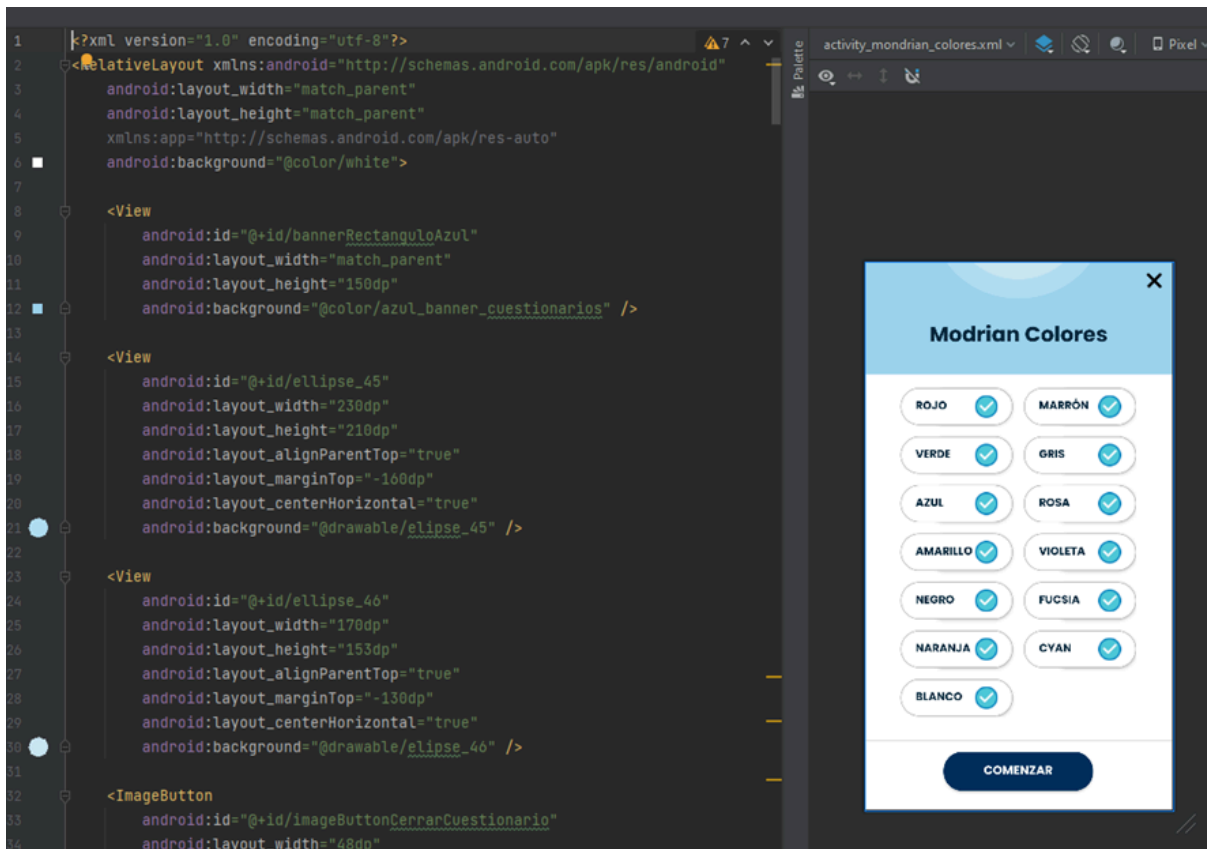 1 <?xml version="1.0" encoding="utf-8"?>
2 <RelativeLayout xmlns:android="http://schemas.android.com/apk/res/android"
3 android:layout_width="match_parent"
4 android:layout_height="match_parent"
5 xmlns:app="http://schemas.android.com/apk/res-auto"
6 android:background="@color/white">
7
8 <View
9 android:id="@+id/bannerRectanguloAzul"
10 android:layout_width="match_parent"
11 android:layout_height="150dp"
12 android:background="@color/azul_banner_cuestionarios" />
13
14 <View
15 android:id="@+id/ellipse_45"
16 android:layout_width="230dp"
17 android:layout_height="210dp"
18 android:layout_alignParentTop="true"
19 android:layout_marginTop="-160dp"
20 android:layout_centerHorizontal="true"
21 android:background="@drawable/elipse_45" />
22
23 <View
24 android:id="@+id/ellipse_46"
25 android:layout_width="170dp"
26 android:layout_height="153dp"
27 android:layout_alignParentTop="true"
28 android:layout_marginTop="-130dp"
29 android:layout_centerHorizontal="true"
30 android:background="@drawable/elipse_46" />
31
32 <ImageButton
33 android:id="@+id/imageButtonCerrarCuestionario"
34 android:layout_width="48dp"
7
Palette
activity_mondrian_colores.xml
Pixel
Modrian Colores
ROJO MARRÓN
VERDE GRIS
AZUL ROSA
AMARILLO VIOLETA
NEGRO FUCSIA
NARANJA CYAN
BLANCO
COMENZAR